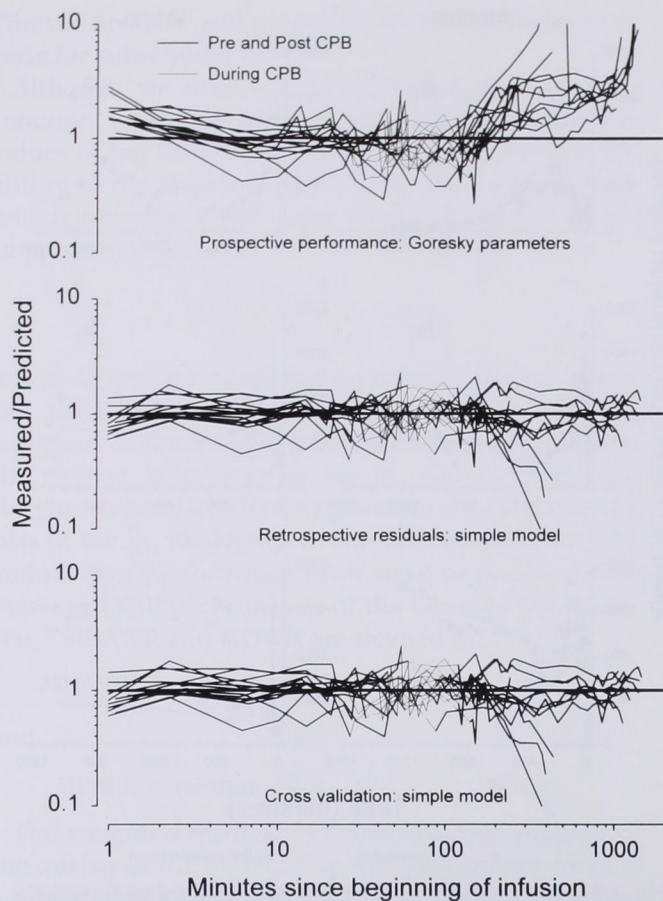 10
Pre and Post CPB
During CPB
1
0.1
Prospective performance: Goresky parameters
10
1
0.1
Retrospective residuals: simple model
10
1
0.1
Cross validation: simple model
Measured/Predicted
1 10 100 1000
Minutes since beginning of infusion